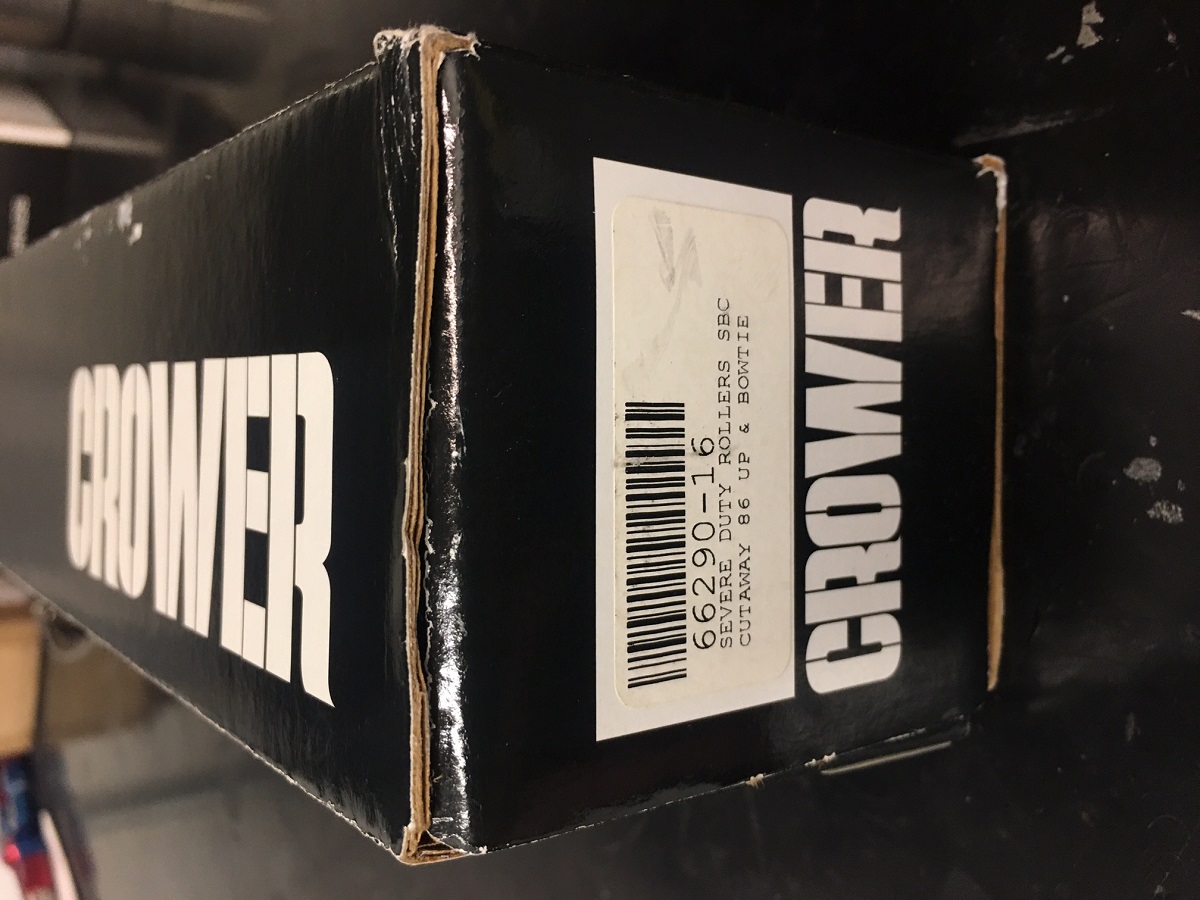 CROWER
66290-16
SEVERE DUTY ROLLERS SBC
CUTAWAY 86 UP & BOWTIE
CROWER